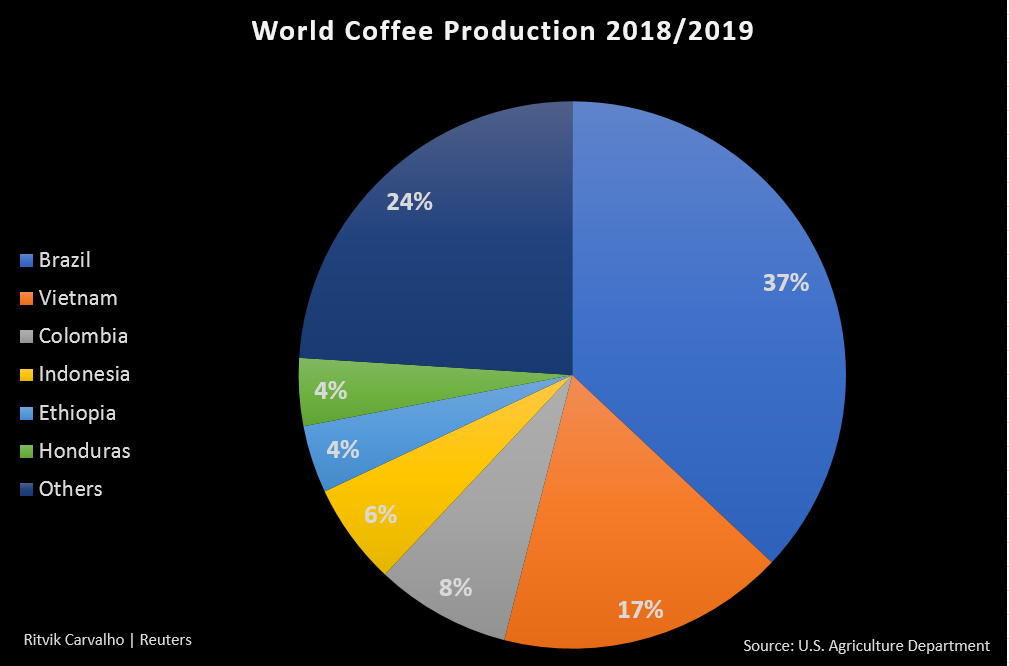 World Coffee Production 2018/2019
24%
37%
Brazil
Vietnam
Colombia
Indonesia
Ethiopia
Honduras
Others
4%
4%
6%
8%
17%
Ritvik Carvalho | Reuters
Source: U.S. Agriculture Department